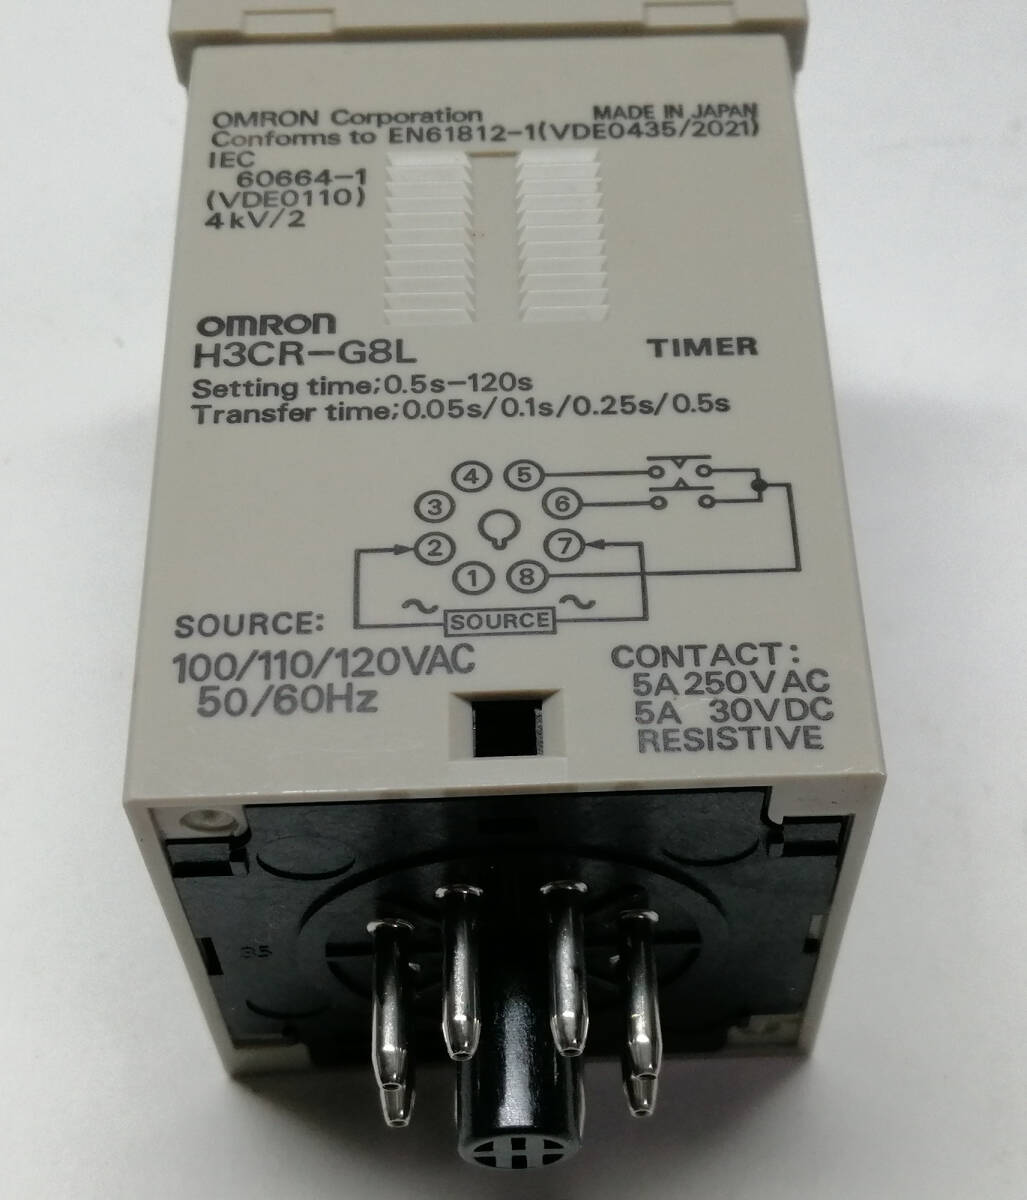 OMRON Corporation MADE IN JAPAN
Conforms to EN61812-1(VDE0435/2021)
IEC
60664-1
(VDE0110)
4kV/2
OMRON
H3CR-G8L TIMER
Setting time;0.5s-120s
Transfer time;0.05s/0.1s/0.25s/0.5s
4 5
3 6
2 7
1 8
~ SOURCE ~
SOURCE:
100/110/120VAC
50/60Hz
CONTACT:
5A 250VAC
5A 30VDC
RESISTIVE